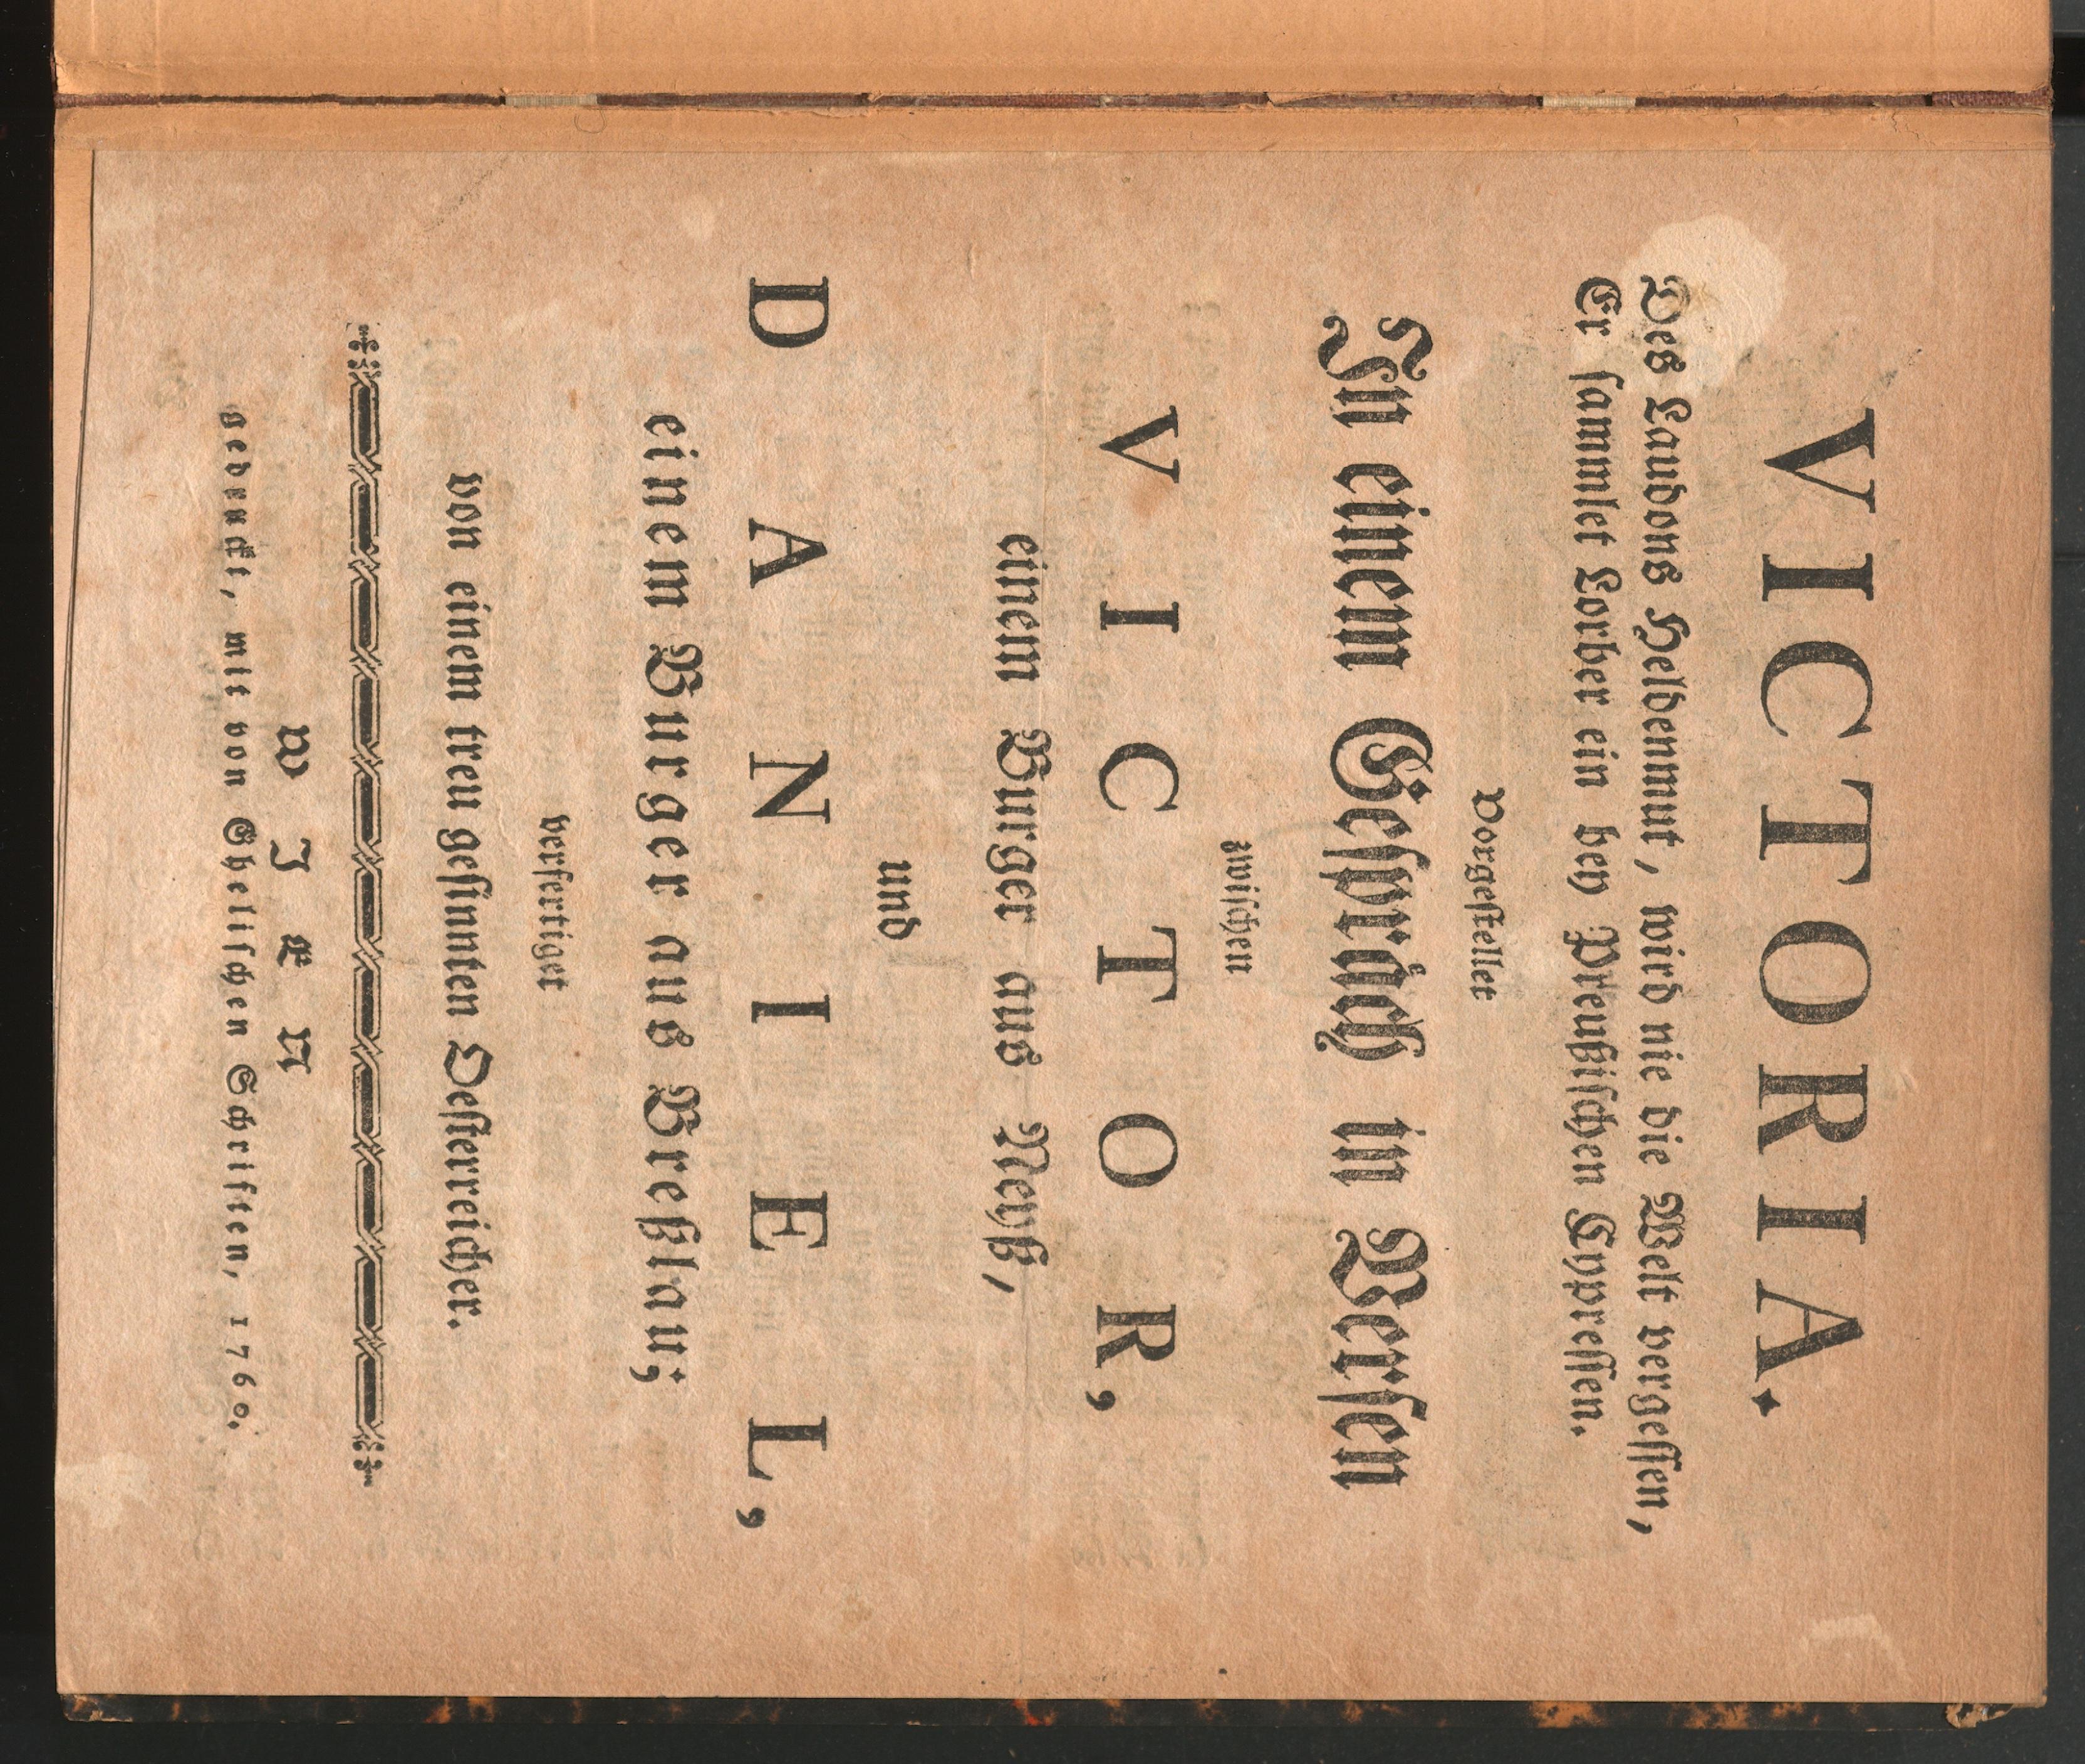 VICTORIA.
Des Laudons Heldenmut, wird nie die Welt vergessen,
Er sammlet Lorber ein bey Preußischen Cypressen.
Vorgestellet
In einem Gespräch in Versen
zwischen
VICTOR,
einem Burger aus Neyß,
und
DANIEL,
einem Burger aus Breßlau;
verfertiget
von einem treu gesinnten Oesterreicher.
WJEN
gedruckt, mit von Ghelischen Schriften, 1760.